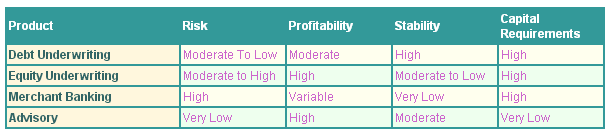 Product Risk Profitability Stability Capital Requirements
Debt Underwriting Moderate To Low Moderate High High
Equity Underwriting Moderate to High High Moderate to Low High
Merchant Banking High Variable Very Low High
Advisory Very Low High Moderate Very Low